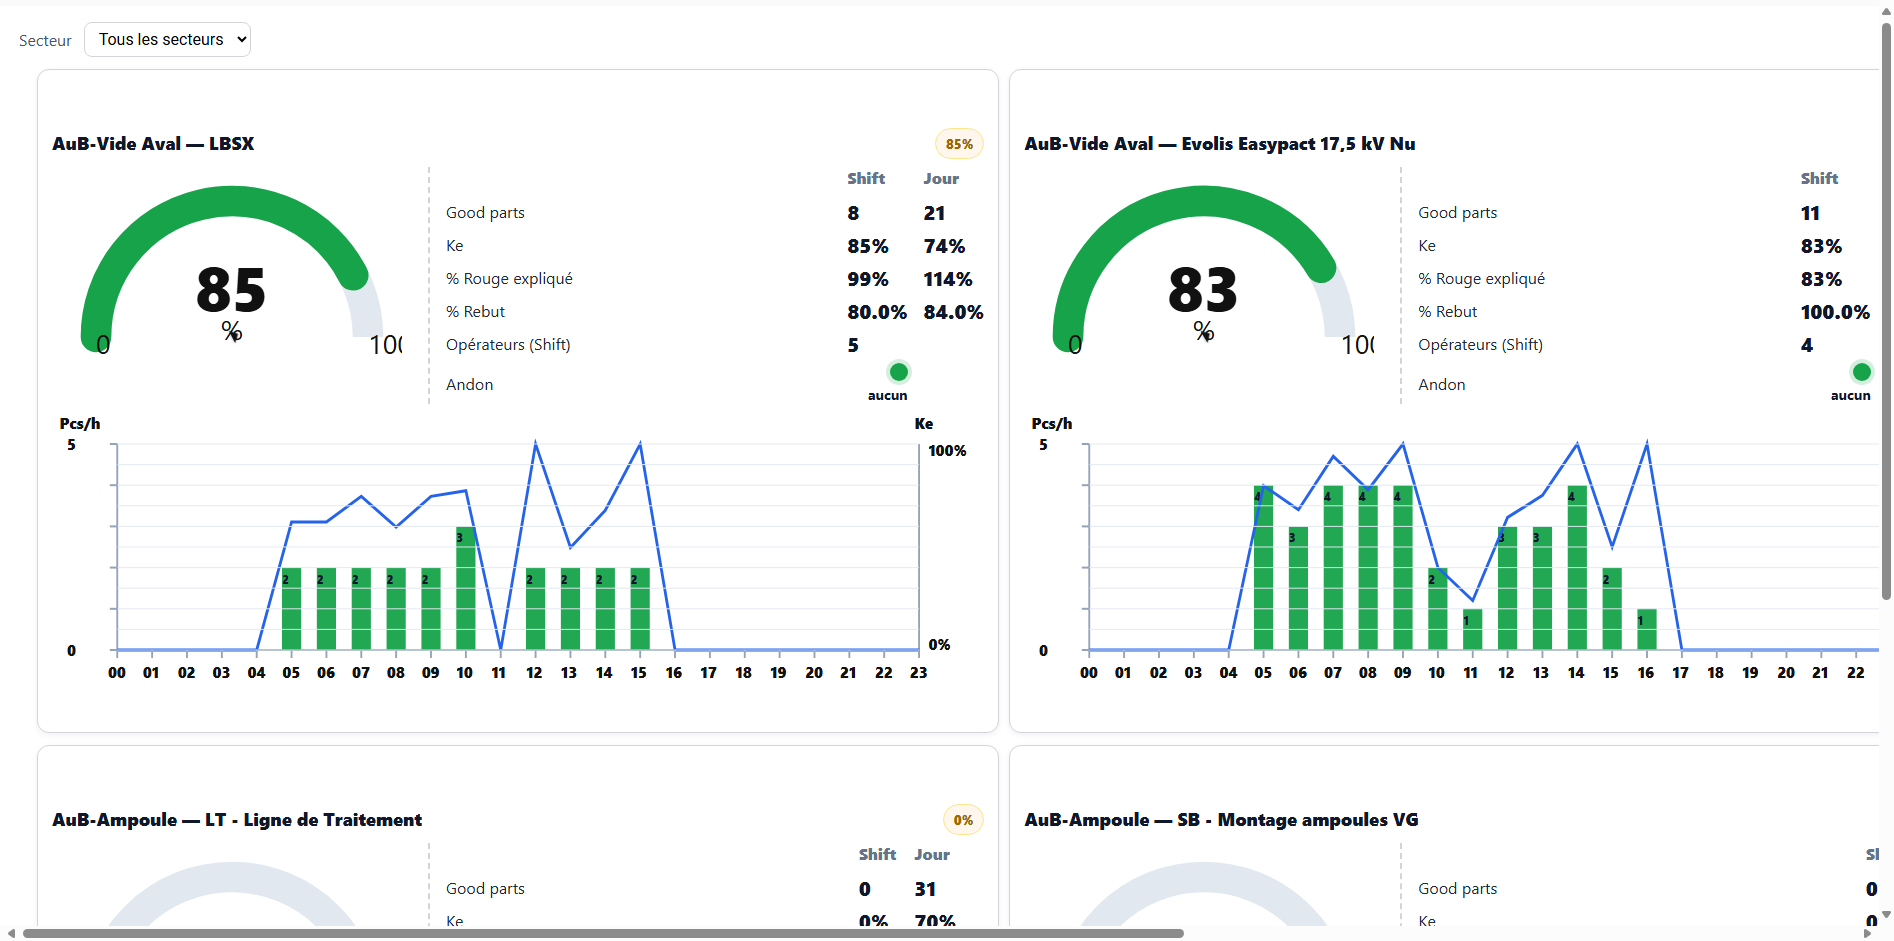 Secteur Tous les secteurs
AuB-Vide Aval — LBSX 85%
Shift Jour
Good parts 8 21
Ke 85% 74%
% Rouge expliqué 99% 114%
% Rebut 80.0% 84.0%
Opérateurs (Shift) 5
Andon
aucun
85
%
0 100
Pcs/h Ke
5 100%
2 2 2 2 2 3 2 2 2 2
0 0%
00 01 02 03 04 05 06 07 08 09 10 11 12 13 14 15 16 17 18 19 20 21 22 23
AuB-Vide Aval — Evolis Easypact 17,5 kV Nu
Shift
Good parts 11
Ke 83%
% Rouge expliqué 83%
% Rebut 100.0%
Opérateurs (Shift) 4
Andon
aucun
83
%
0 100
Pcs/h
5
4 3 4 4 4 2 1 3 3 4 2 1
0
00 01 02 03 04 05 06 07 08 09 10 11 12 13 14 15 16 17 18 19 20 21 22
AuB-Ampoule — LT - Ligne de Traitement 0%
Shift Jour
Good parts 0 31
Ke 0% 70%
AuB-Ampoule — SB - Montage ampoules VG
Good parts 0
Ke 0